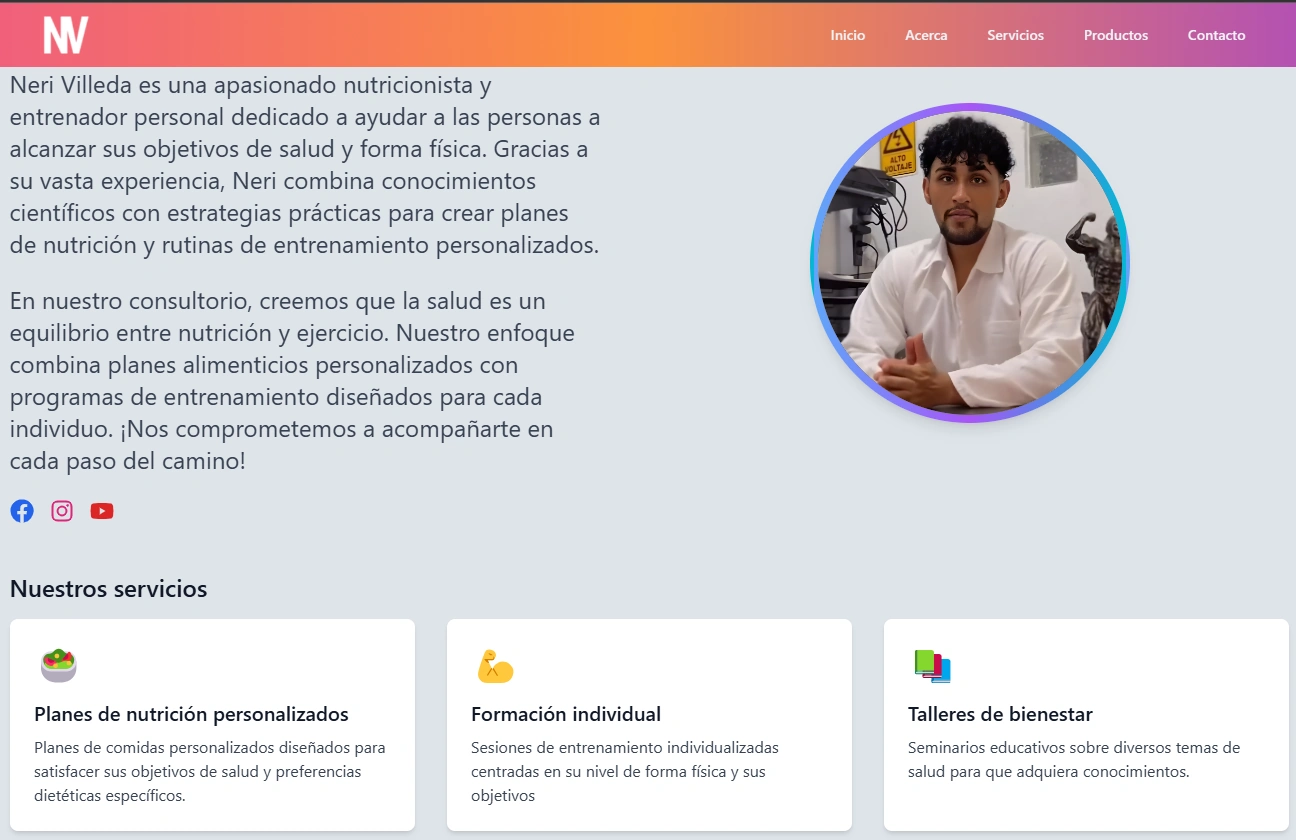 NV
Inicio Acerca Servicios Productos Contacto
Neri Villeda es una apasionado nutricionista y
entrenador personal dedicado a ayudar a las personas a
alcanzar sus objetivos de salud y forma física. Gracias a
su vasta experiencia, Neri combina conocimientos
científicos con estrategias prácticas para crear planes
de nutrición y rutinas de entrenamiento personalizados.
En nuestro consultorio, creemos que la salud es un
equilibrio entre nutrición y ejercicio. Nuestro enfoque
combina planes alimenticios personalizados con
programas de entrenamiento diseñados para cada
individuo. ¡Nos comprometemos a acompañarte en
cada paso del camino!
ALTO
VOLTAJE
Nuestros servicios
Planes de nutrición personalizados
Planes de comidas personalizados diseñados para
satisfacer sus objetivos de salud y preferencias
dietéticas específicos.
Formación individual
Sesiones de entrenamiento individualizadas
centradas en su nivel de forma física y sus
objetivos
Talleres de bienestar
Seminarios educativos sobre diversos temas de
salud para que adquiera conocimientos.